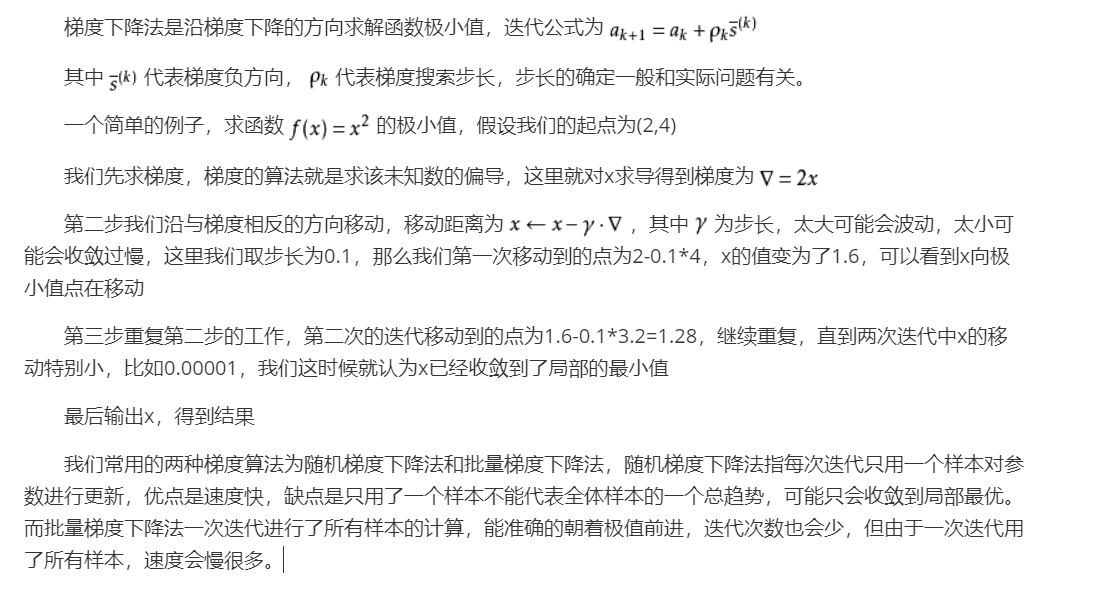 梯度下降法是沿梯度下降的方向求解函数极小值，迭代公式为 aₖ₊₁ = aₖ + ρₖs̄⁽ᵏ⁾
其中 s̄⁽ᵏ⁾ 代表梯度负方向， ρₖ 代表梯度搜索步长，步长的确定一般和实际问题有关。
一个简单的例子，求函数 f(x) = x² 的极小值，假设我们的起点为(2,4)
我们先求梯度，梯度的算法就是求该未知数的偏导，这里就对x求导得到梯度为 ∇ = 2x
第二步我们沿与梯度相反的方向移动，移动距离为 x ← x − γ · ∇ ，其中 γ 为步长，太大可能会波动，太小可
能会收敛过慢，这里我们取步长为0.1，那么我们第一次移动到的点为2-0.1*4，x的值变为了1.6，可以看到x向极
小值点在移动
第三步重复第二步的工作，第二次的迭代移动到的点为1.6-0.1*3.2=1.28，继续重复，直到两次迭代中x的移
动特别小，比如0.00001，我们这时候就认为x已经收敛到了局部的最小值
最后输出x，得到结果
我们常用的两种梯度算法为随机梯度下降法和批量梯度下降法，随机梯度下降法指每次迭代只用一个样本对参
数进行更新，优点是速度快，缺点是只用了一个样本不能代表全体样本的一个总趋势，可能只会收敛到局部最优。
而批量梯度下降法一次迭代进行了所有样本的计算，能准确的朝着极值前进，迭代次数也会少，但由于一次迭代用
了所有样本，速度会慢很多。